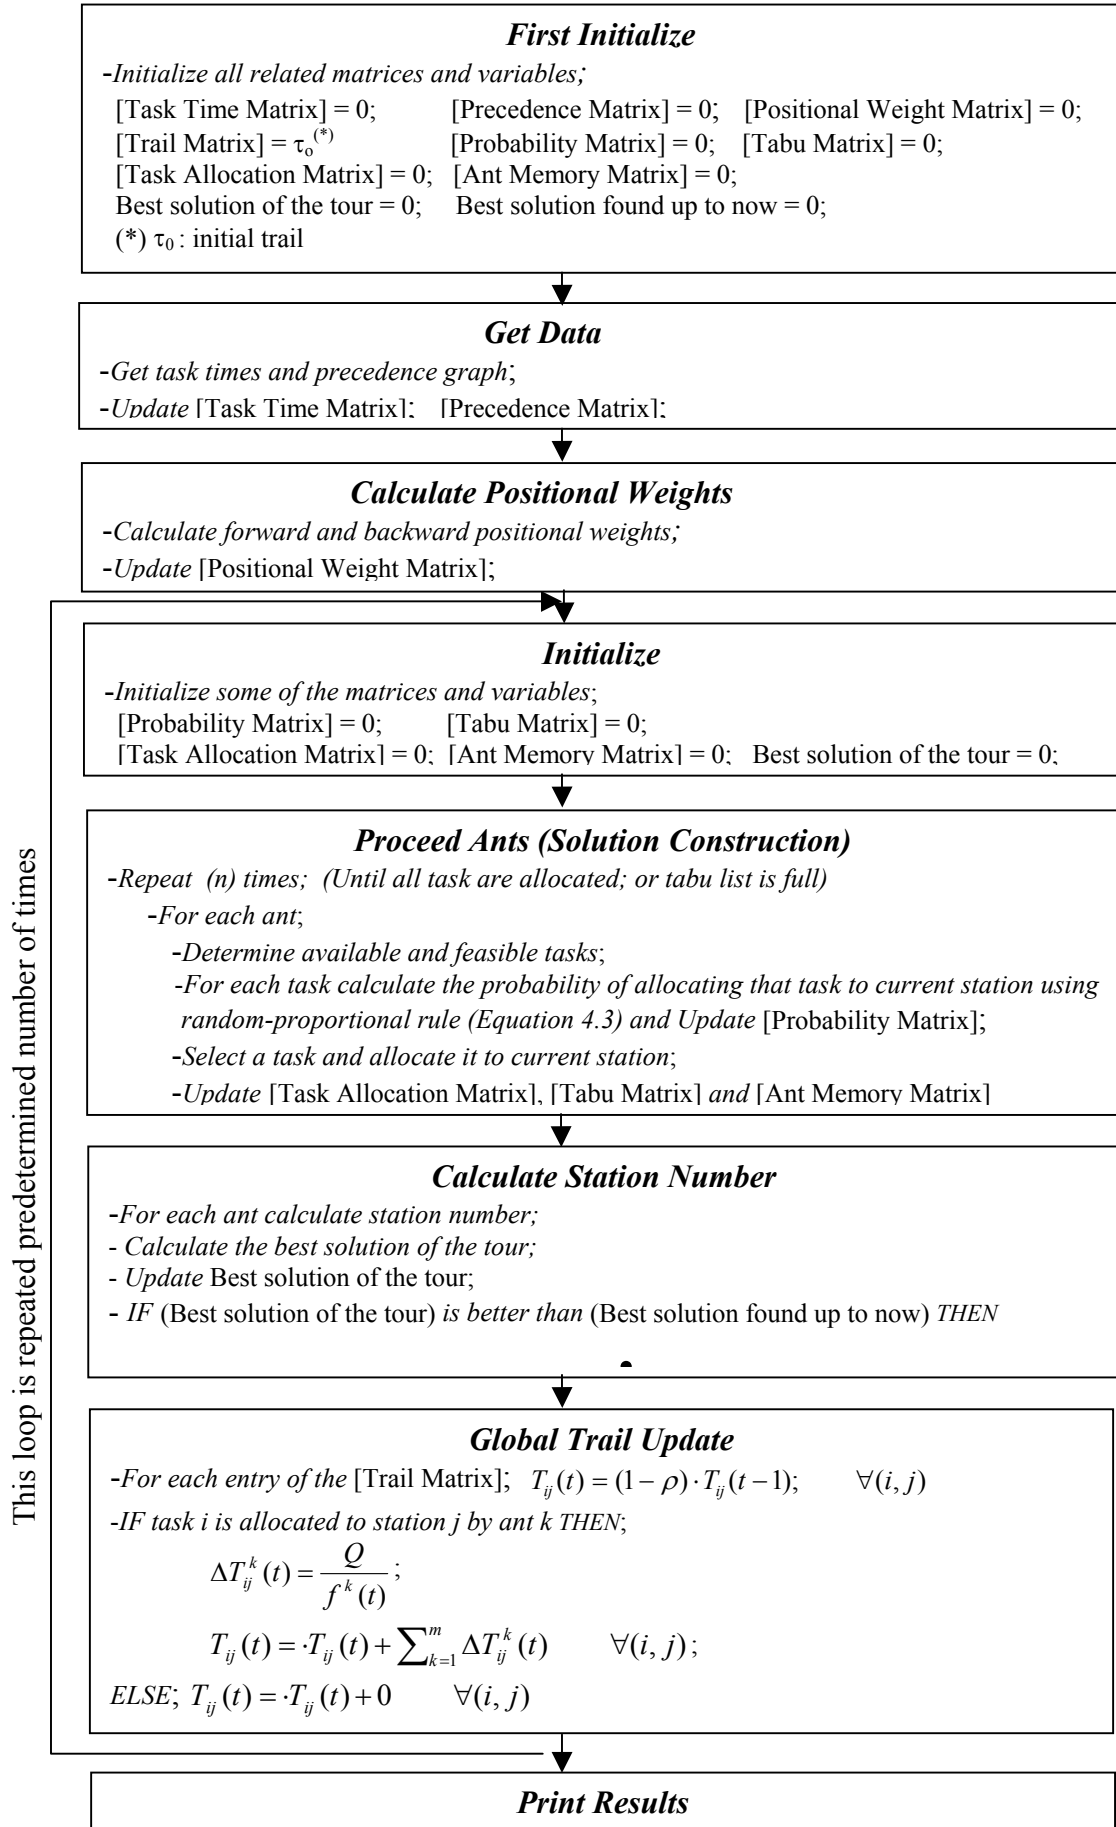 First Initialize
-Initialize all related matrices and variables;
[Task Time Matrix] = 0; [Precedence Matrix] = 0; [Positional Weight Matrix] = 0;
[Trail Matrix] = τo(*) [Probability Matrix] = 0; [Tabu Matrix] = 0;
[Task Allocation Matrix] = 0; [Ant Memory Matrix] = 0;
Best solution of the tour = 0; Best solution found up to now = 0;
(*) τ0 : initial trail
Get Data
-Get task times and precedence graph;
-Update [Task Time Matrix]; [Precedence Matrix];
Calculate Positional Weights
-Calculate forward and backward positional weights;
-Update [Positional Weight Matrix];
Initialize
-Initialize some of the matrices and variables;
[Probability Matrix] = 0; [Tabu Matrix] = 0;
[Task Allocation Matrix] = 0; [Ant Memory Matrix] = 0; Best solution of the tour = 0;
Proceed Ants (Solution Construction)
-Repeat (n) times; (Until all task are allocated; or tabu list is full)
-For each ant;
-Determine available and feasible tasks;
-For each task calculate the probability of allocating that task to current station using
random-proportional rule (Equation 4.3) and Update [Probability Matrix];
-Select a task and allocate it to current station;
-Update [Task Allocation Matrix], [Tabu Matrix] and [Ant Memory Matrix]
Calculate Station Number
-For each ant calculate station number;
- Calculate the best solution of the tour;
- Update Best solution of the tour;
- IF (Best solution of the tour) is better than (Best solution found up to now) THEN
•
Global Trail Update
-For each entry of the [Trail Matrix]; T_ij(t) = (1 − ρ) · T_ij(t − 1); ∀(i, j)
-IF task i is allocated to station j by ant k THEN;
ΔT_ij^k(t) = Q / f^k(t) ;
T_ij(t) = ·T_ij(t) + ∑_{k=1}^{m} ΔT_ij^k(t) ∀(i, j) ;
ELSE; T_ij(t) = ·T_ij(t) + 0 ∀(i, j)
Print Results
This loop is repeated predetermined number of times